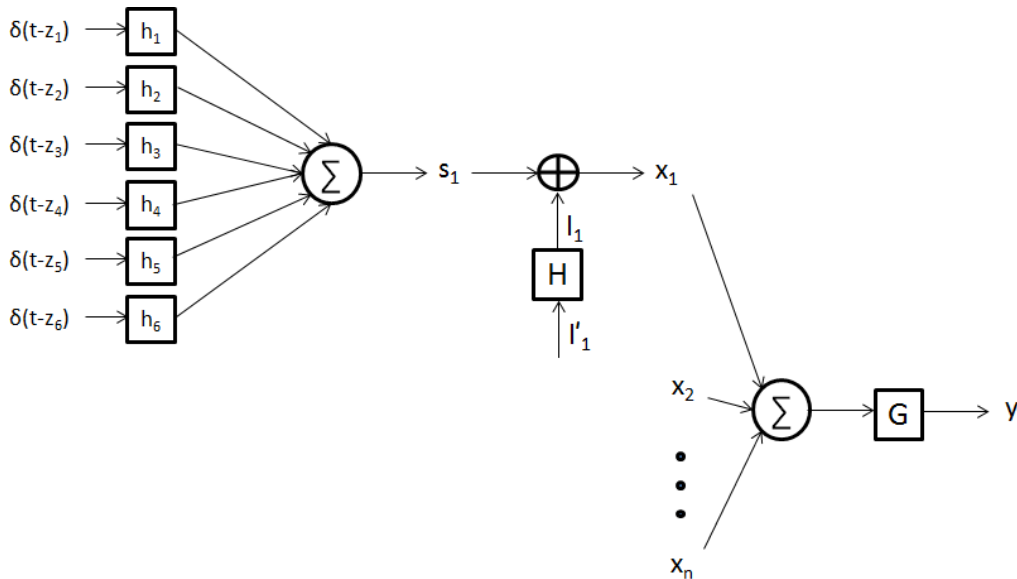 δ(t-z₁) h₁
δ(t-z₂) h₂
δ(t-z₃) h₃
δ(t-z₄) h₄
δ(t-z₅) h₅
δ(t-z₆) h₆
∑ s₁ x₁
I₁
H
I'₁
x₂ ∑ G y
xₙ